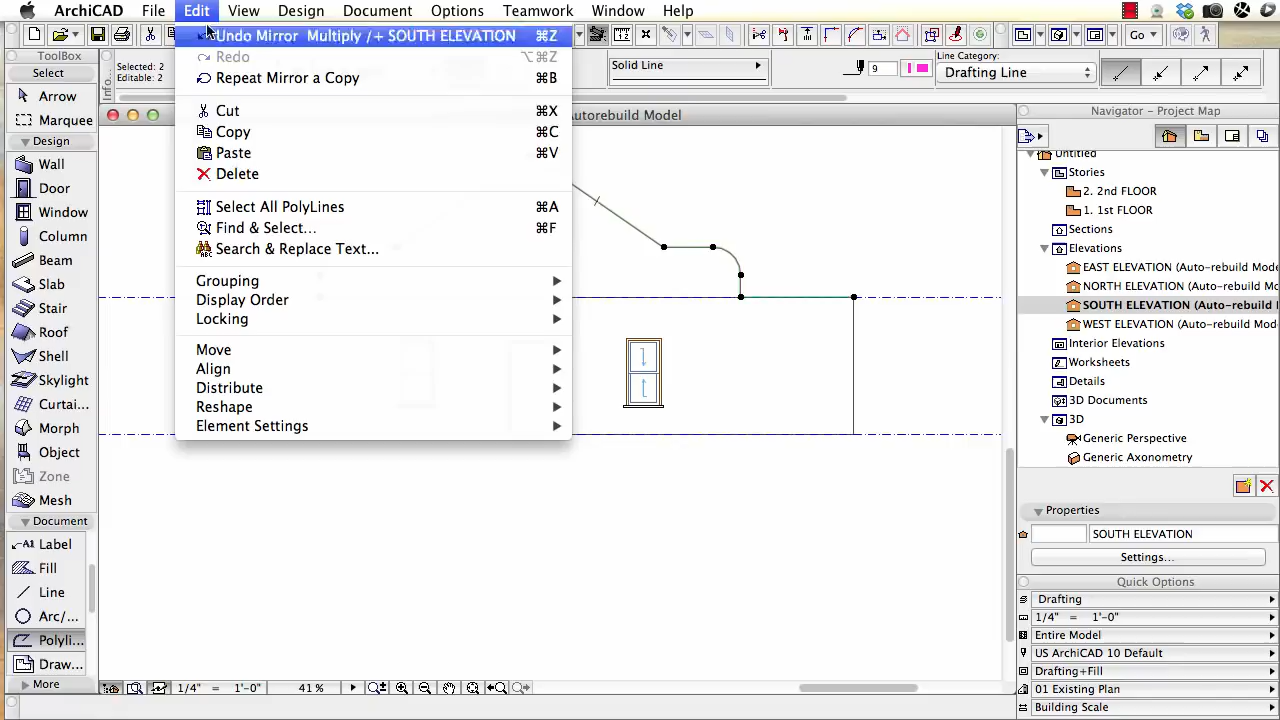 ArchiCAD File Edit View Design Document Options Teamwork Window Help
Undo Mirror Multiply /+ SOUTH ELEVATION ⌘Z
Redo ⌥⌘Z
Repeat Mirror a Copy ⌘B
Cut ⌘X
Copy ⌘C
Paste ⌘V
Delete
Select All PolyLines ⌘A
Find & Select... ⌘F
Search & Replace Text...
Grouping
Display Order
Locking
Move
Align
Distribute
Reshape
Element Settings
Go
ToolBox
Select
Arrow
Marquee
Design
Wall
Door
Window
Column
Beam
Slab
Stair
Roof
Shell
Skylight
Curtai...
Morph
Object
Zone
Mesh
Document
A1 Label
Fill
Line
Arc/...
Polyli...
Draw...
More
Info...
Selected: 2
Editable: 2
Solid Line
9
Line Category:
Drafting Line
Autorebuild Model
1/4" = 1'-0"
41 %
Navigator - Project Map
Untitled
Stories
2. 2nd FLOOR
1. 1st FLOOR
Sections
Elevations
EAST ELEVATION (Auto-rebuild Mode
NORTH ELEVATION (Auto-rebuild Mo
SOUTH ELEVATION (Auto-rebuild
WEST ELEVATION (Auto-rebuild Mod
Interior Elevations
Worksheets
Details
3D Documents
3D
Generic Perspective
Generic Axonometry
Properties
SOUTH ELEVATION
Settings...
Quick Options
Drafting
1/4" = 1'-0"
Entire Model
US ArchiCAD 10 Default
Drafting+Fill
01 Existing Plan
Building Scale